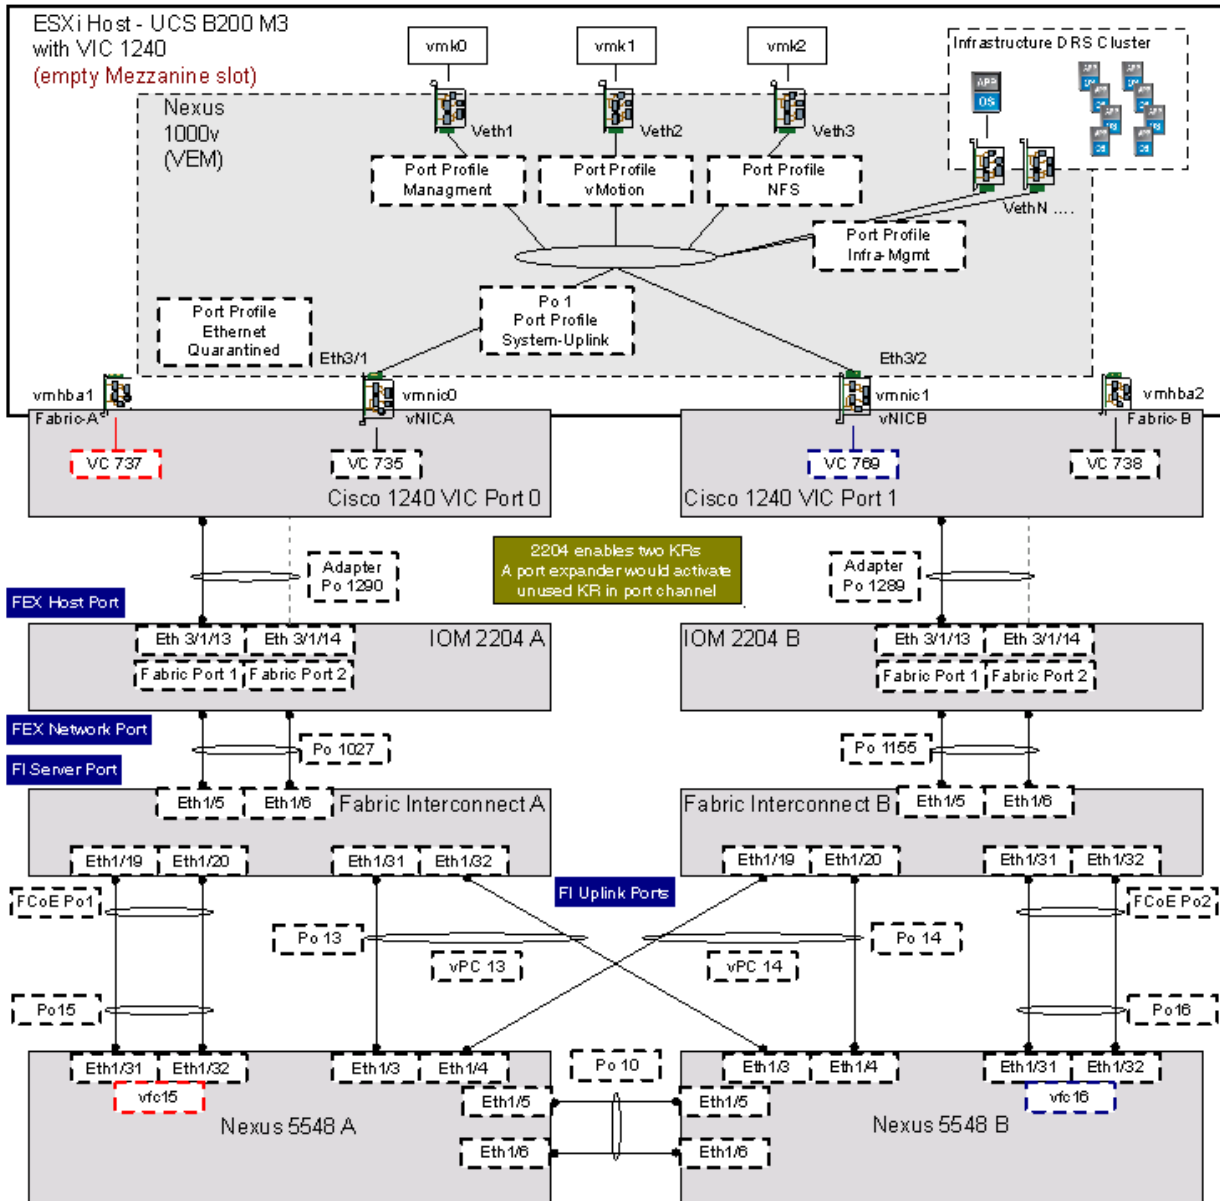 ESXi Host - UCS B200 M3
with VIC 1240
(empty Mezzanine slot)
vmk0
vmk1
vmk2
Infrastructure DRS Cluster
APP
OS
Nexus
1000v
(VEM)
Veth1
Veth2
Veth3
VethN ....
Port Profile
Managment
Port Profile
vMotion
Port Profile
NFS
Port Profile
Infra-Mgmt
Po 1
Port Profile
System-Uplink
Port Profile
Ethernet
Quarantined
Eth3/1
Eth3/2
vmhba1
vmnic0
vmnic1
vmhba2
Fabric-A
vNICA
vNICB
Fabric-B
VC 737
VC 735
VC 769
VC 738
Cisco 1240 VIC Port 0
Cisco 1240 VIC Port 1
2204 enables two KRs
A port expander would activate
unused KR in port channel
Adapter
Po 1290
Adapter
Po 1289
FEX Host Port
Eth 3/1/13
Eth 3/1/14
IOM 2204 A
IOM 2204 B
Eth 3/1/13
Eth 3/1/14
Fabric Port 1
Fabric Port 2
Fabric Port 1
Fabric Port 2
FEX Network Port
Po 1027
Po 1155
FI Server Port
Eth1/5
Eth1/6
Fabric Interconnect A
Fabric Interconnect B
Eth1/5
Eth1/6
Eth1/19
Eth1/20
Eth1/31
Eth1/32
Eth1/19
Eth1/20
Eth1/31
Eth1/32
FI Uplink Ports
FCoE Po1
FCoE Po2
Po 13
vPC 13
vPC 14
Po 14
Po15
Po16
Eth1/31
Eth1/32
Eth1/3
Eth1/4
Po 10
Eth1/3
Eth1/4
Eth1/31
Eth1/32
vfc15
vfc16
Eth1/5
Eth1/5
Nexus 5548 A
Nexus 5548 B
Eth1/6
Eth1/6